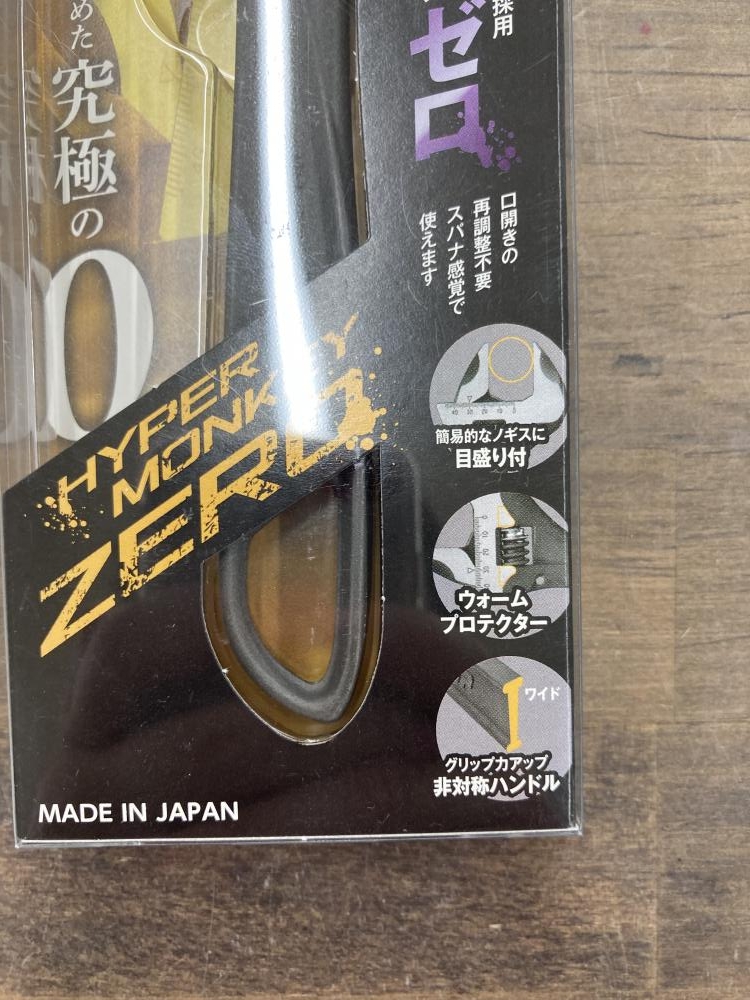 採用
ゼロ
めた
究極の
0
口開きの
再調整不要
スパナ感覚で
使えます
HYPER
MONKEY
ZERO
簡易的なノギスに
目盛り付
ウォーム
プロテクター
ワイド
グリップ力アップ
非対称ハンドル
MADE IN JAPAN